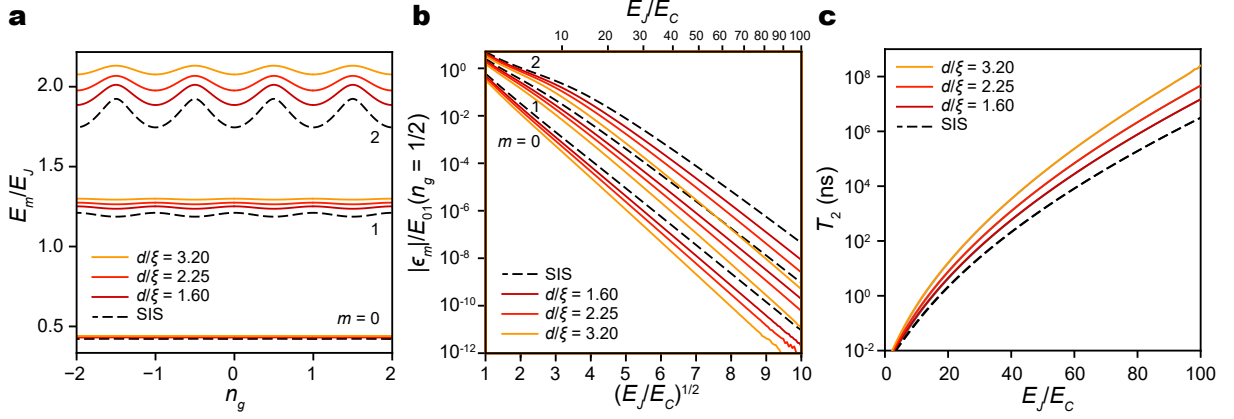 a
E_m/E_J
2.0
1.5
1.0
0.5
2
1
m = 0
d/ξ = 3.20
d/ξ = 2.25
d/ξ = 1.60
SIS
−2 −1 0 1 2
n_g
b
E_J/E_C
10 20 30 40 50 60 70 80 90 100
|ϵ_m|/E_01(n_g = 1/2)
10^0
10^-2
10^-4
10^-6
10^-8
10^-10
10^-12
2
1
m = 0
SIS
d/ξ = 1.60
d/ξ = 2.25
d/ξ = 3.20
1 2 3 4 5 6 7 8 9 10
(E_J/E_C)^1/2
c
T_2 (ns)
10^8
10^6
10^4
10^2
10^0
10^-2
d/ξ = 3.20
d/ξ = 2.25
d/ξ = 1.60
SIS
0 20 40 60 80 100
E_J/E_C